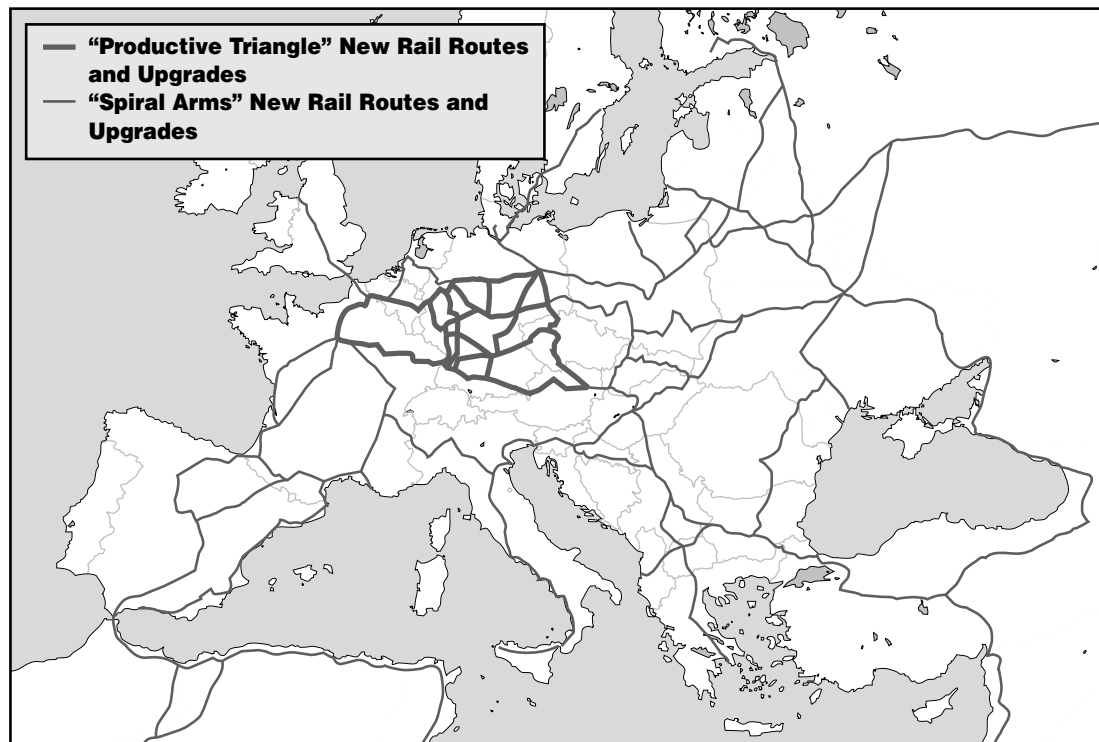 “Productive Triangle” New Rail Routes
and Upgrades
“Spiral Arms” New Rail Routes and
Upgrades